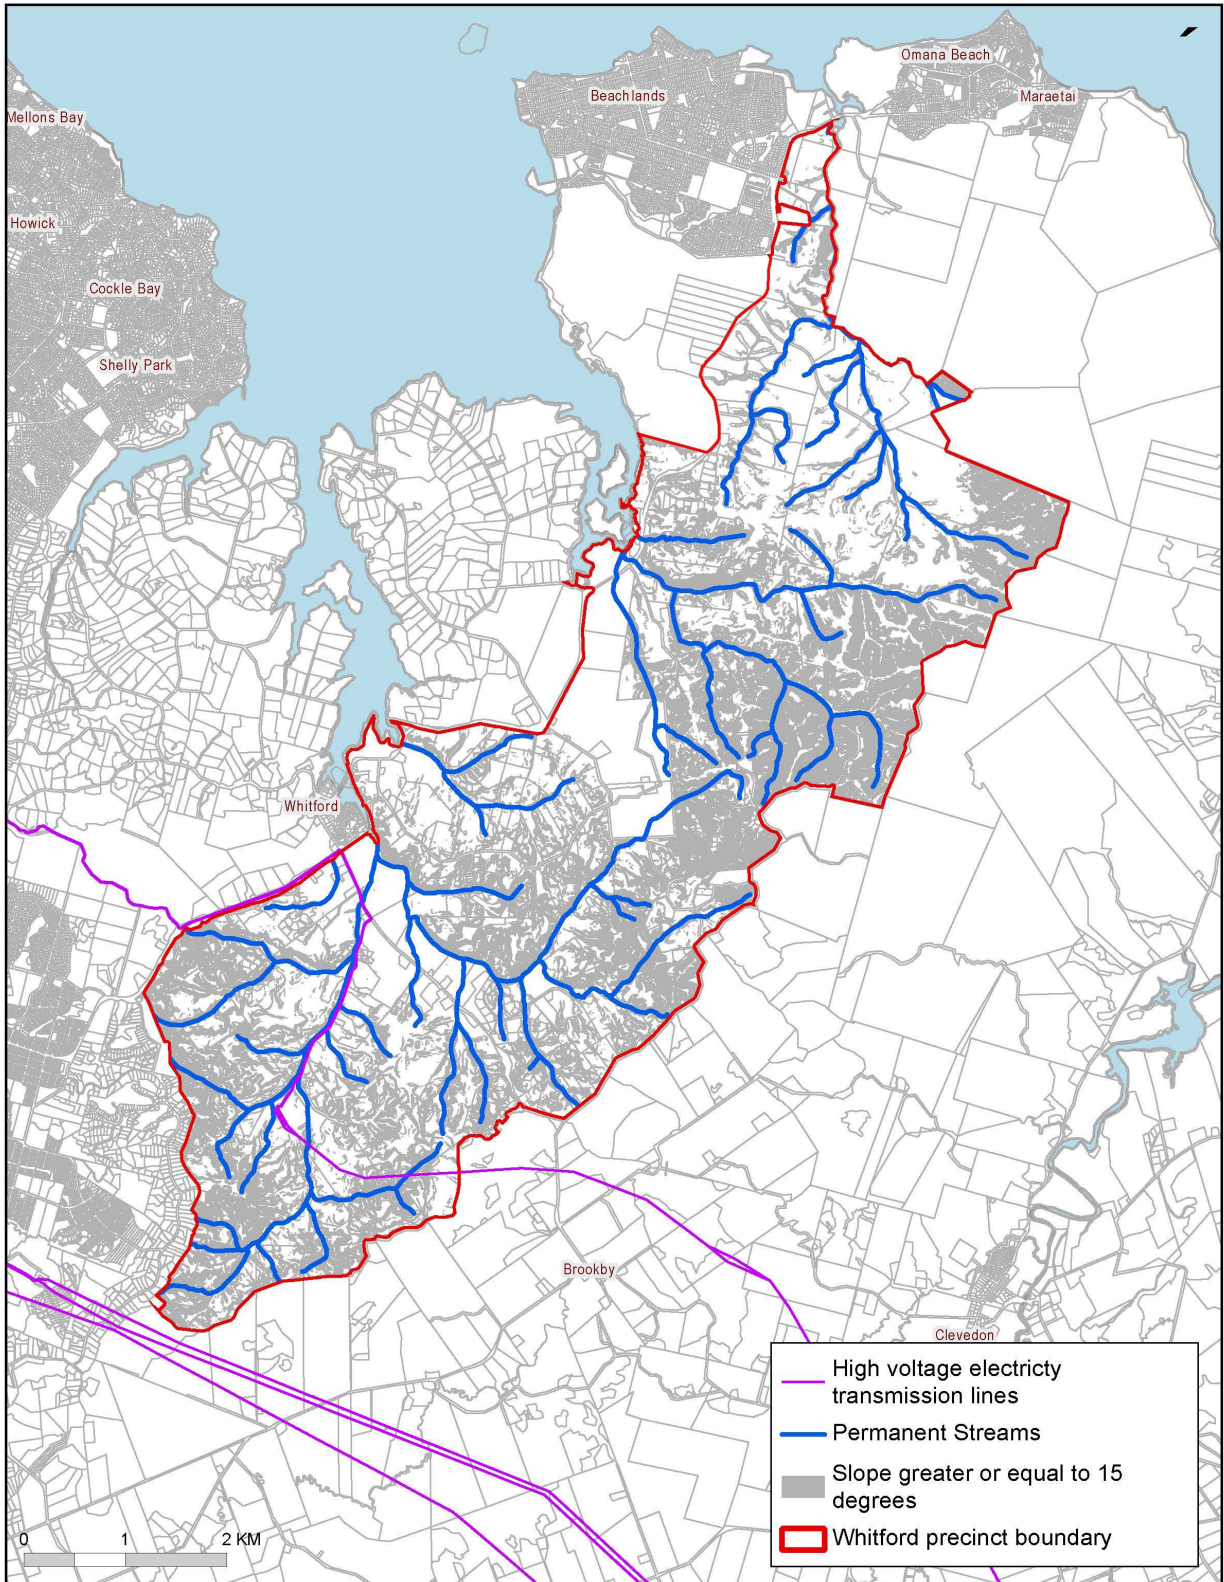 Omana Beach
Beachlands
Maraetai
Mellons Bay
Howick
Cockle Bay
Shelly Park
Whitford
Brookby
Clevedon
High voltage electricty
transmission lines
Permanent Streams
Slope greater or equal to 15
degrees
Whitford precinct boundary
0 1 2 KM